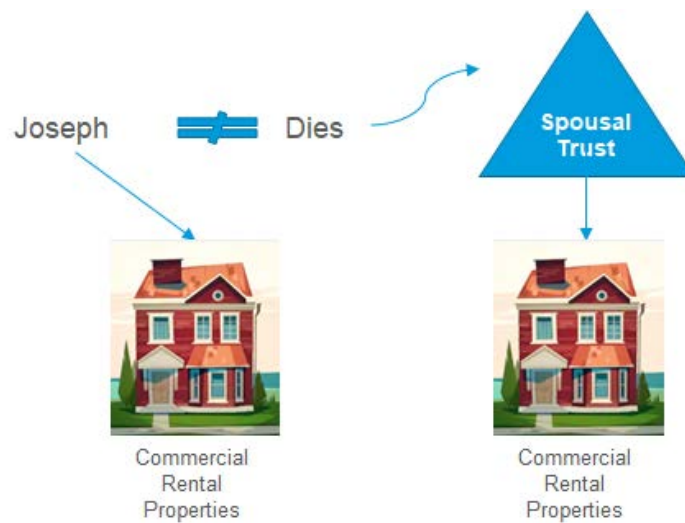 Joseph
Dies
Spousal
Trust
Commercial
Rental
Properties
Commercial
Rental
Properties